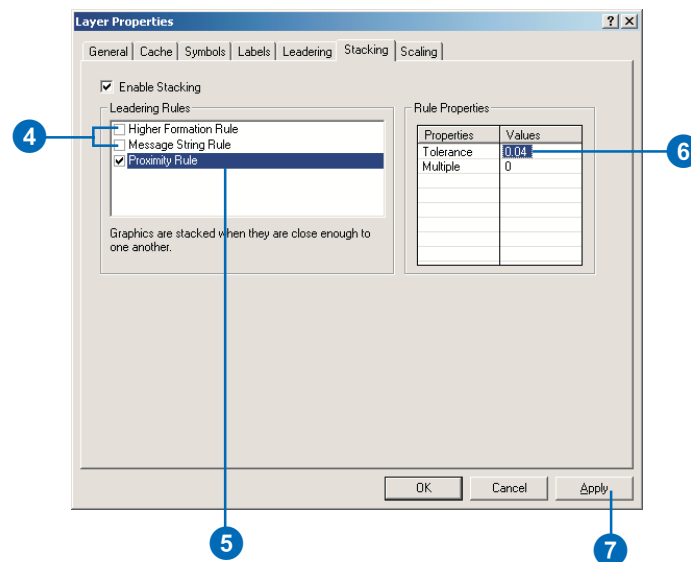 Layer Properties
General Cache Symbols Labels Leadering Stacking Scaling
Enable Stacking
Leadering Rules
Higher Formation Rule
Message String Rule
Proximity Rule
Graphics are stacked when they are close enough to
one another.
Rule Properties
Properties Values
Tolerance 0.04
Multiple 0
OK Cancel Apply
4
5
6
7